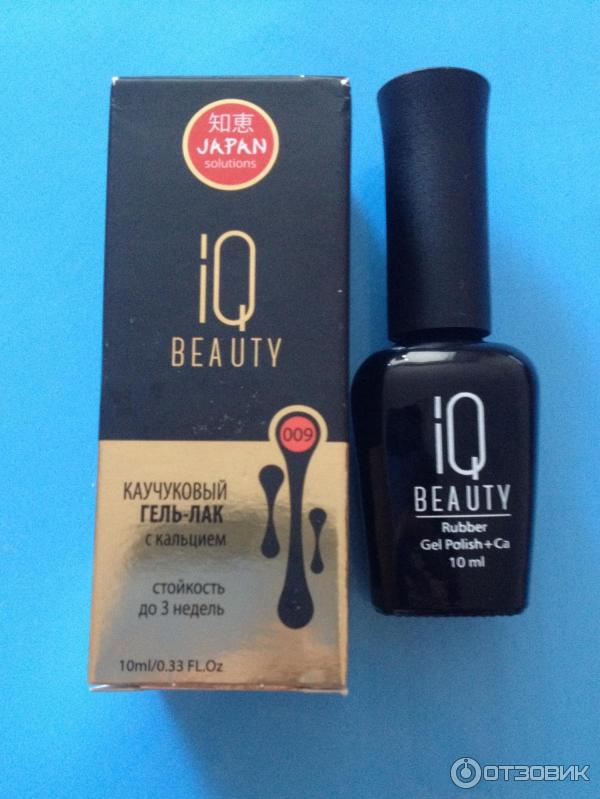 知恵
JAPAN
solutions
iQ
BEAUTY
009
КАУЧУКОВЫЙ
ГЕЛЬ-ЛАК
с кальцием
стойкость
до 3 недель
10ml/0.33 FL.Oz
iQ
BEAUTY
Rubber
Gel Polish+Ca
10 ml
ОТЗОВИК